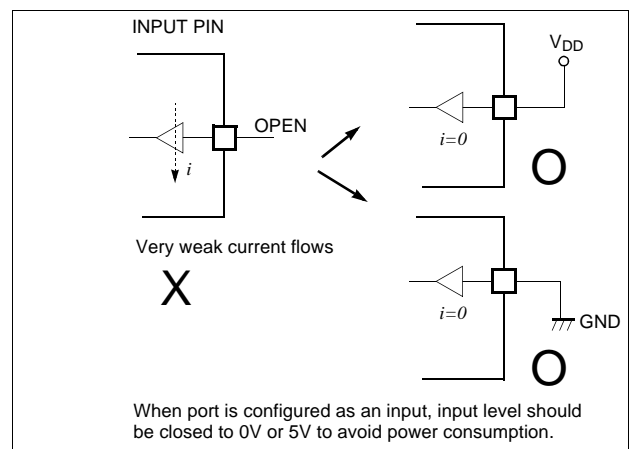 INPUT PIN
OPEN
i
Very weak current flows
X
VDD
i=0
O
i=0
GND
O
When port is configured as an input, input level should
be closed to 0V or 5V to avoid power consumption.